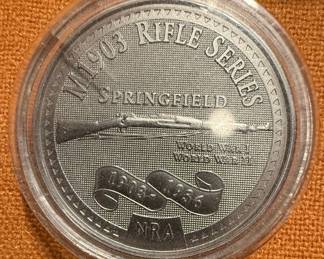 M1903 RIFLE SERIES
SPRINGFIELD
WORLD WAR I
WORLD WAR II
1903-1936
NRA